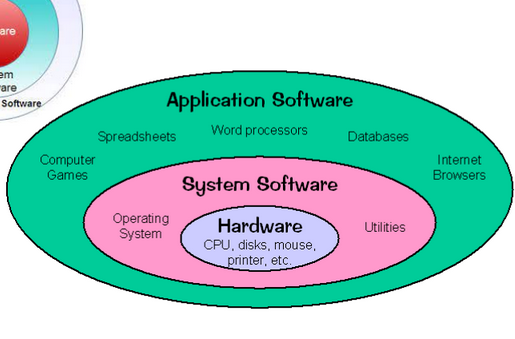 are
em
are
Software
Application Software
Spreadsheets Word processors Databases
Computer Games
Internet Browsers
System Software
Operating System
Utilities
Hardware
CPU, disks, mouse,
printer, etc.